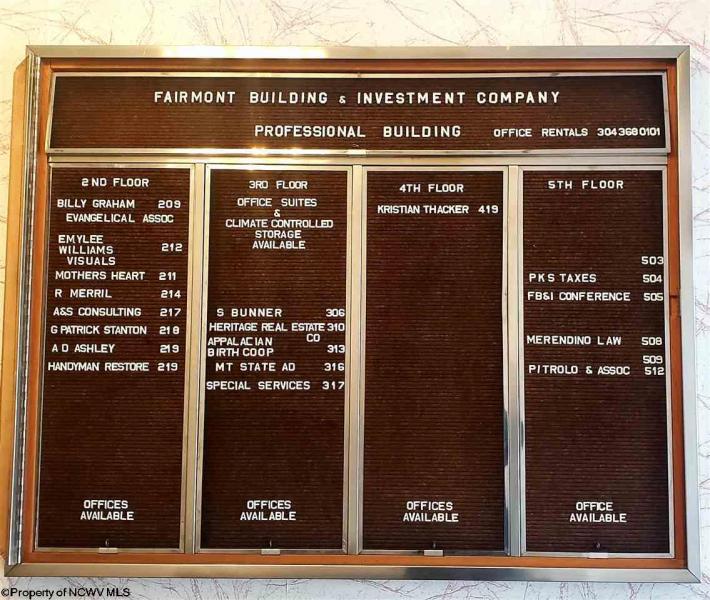 FAIRMONT BUILDING & INVESTMENT COMPANY
PROFESSIONAL BUILDING OFFICE RENTALS 3043680101
2ND FLOOR
BILLY GRAHAM 209
EVANGELICAL ASSOC
EMYLEE
WILLIAMS 212
VISUALS
MOTHERS HEART 211
R MERRIL 214
A&S CONSULTING 217
G PATRICK STANTON 218
A D ASHLEY 219
HANDYMAN RESTORE 219
OFFICES
AVAILABLE
3RD FLOOR
OFFICE SUITES
&
CLIMATE CONTROLLED
STORAGE
AVAILABLE
S BUNNER 306
HERITAGE REAL ESTATE 310
CO
APPALACIAN
BIRTH COOP 313
MT STATE AD 316
SPECIAL SERVICES 317
OFFICES
AVAILABLE
4TH FLOOR
KRISTIAN THACKER 419
OFFICES
AVAILABLE
5TH FLOOR
503
PKS TAXES 504
FB&I CONFERENCE 505
MERENDINO LAW 508
509
PITROLO & ASSOC 512
OFFICE
AVAILABLE
©Property of NCWV MLS